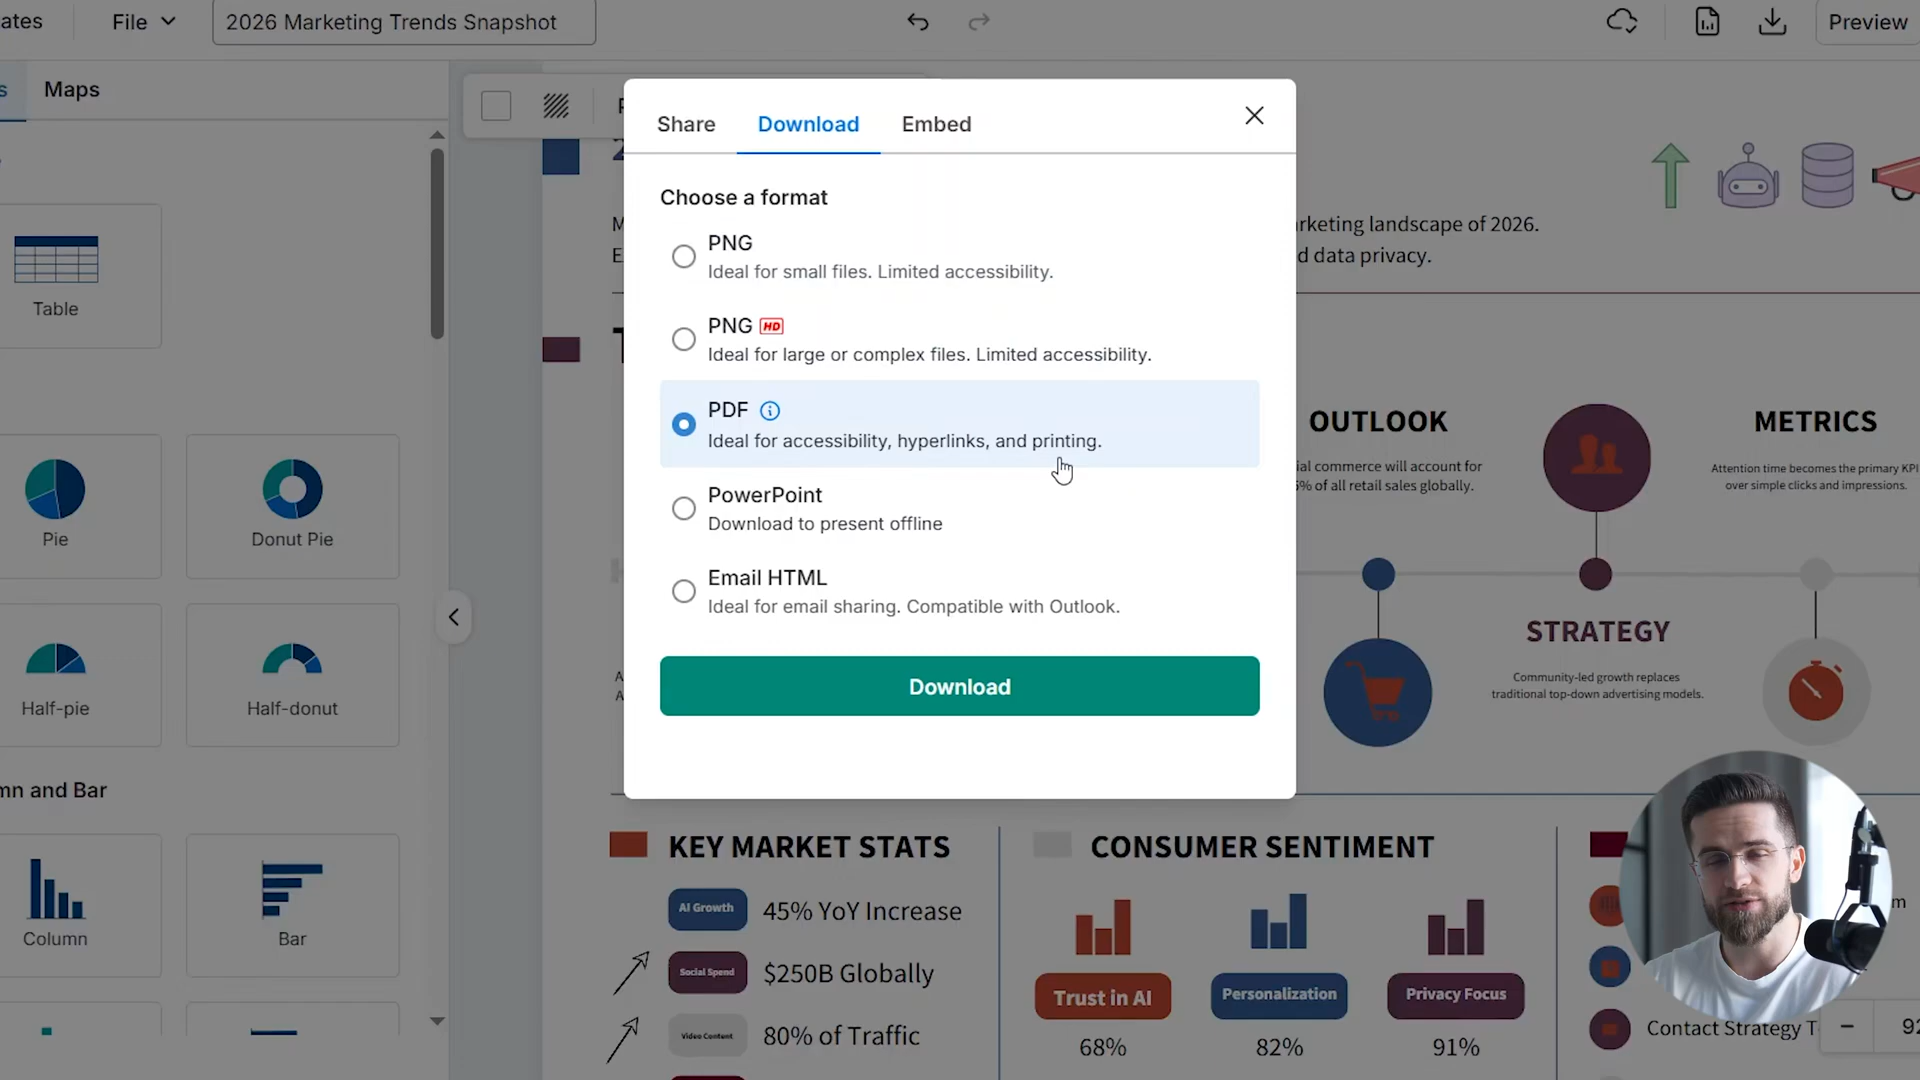 File
2026 Marketing Trends Snapshot
Preview
Maps
Table
Pie
Donut Pie
Half-pie
Half-donut
and Bar
Column
Bar
Share
Download
Embed
Choose a format
PNG
Ideal for small files. Limited accessibility.
PNG HD
Ideal for large or complex files. Limited accessibility.
PDF
Ideal for accessibility, hyperlinks, and printing.
PowerPoint
Download to present offline
Email HTML
Ideal for email sharing. Compatible with Outlook.
Download
landscape of 2026.
data privacy.
OUTLOOK
commerce will account for
of all retail sales globally.
METRICS
Attention time becomes the primary KPI
over simple clicks and impressions.
STRATEGY
Community-led growth replaces
traditional top-down advertising models.
KEY MARKET STATS
AI Growth
45% YoY Increase
Social Spend
$250B Globally
Video Content
80% of Traffic
CONSUMER SENTIMENT
Trust in AI
68%
Personalization
82%
Privacy Focus
91%
Contact Strategy